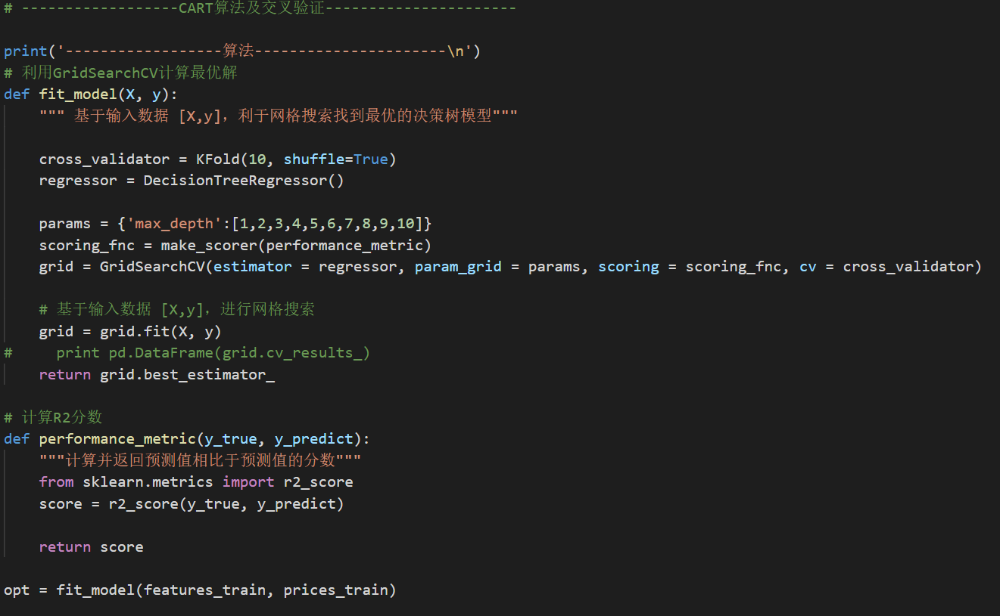 # ------------------CART算法及交叉验证----------------------
print('------------------算法----------------------\n')
# 利用GridSearchCV计算最优解
def fit_model(X, y):
    """ 基于输入数据 [X,y]，利于网格搜索找到最优的决策树模型"""
    cross_validator = KFold(10, shuffle=True)
    regressor = DecisionTreeRegressor()
    params = {'max_depth':[1,2,3,4,5,6,7,8,9,10]}
    scoring_fnc = make_scorer(performance_metric)
    grid = GridSearchCV(estimator = regressor, param_grid = params, scoring = scoring_fnc, cv = cross_validator)
    # 基于输入数据 [X,y]，进行网格搜索
    grid = grid.fit(X, y)
#     print pd.DataFrame(grid.cv_results_)
    return grid.best_estimator_
# 计算R2分数
def performance_metric(y_true, y_predict):
    """计算并返回预测值相比于预测值的分数"""
    from sklearn.metrics import r2_score
    score = r2_score(y_true, y_predict)
    return score
opt = fit_model(features_train, prices_train)